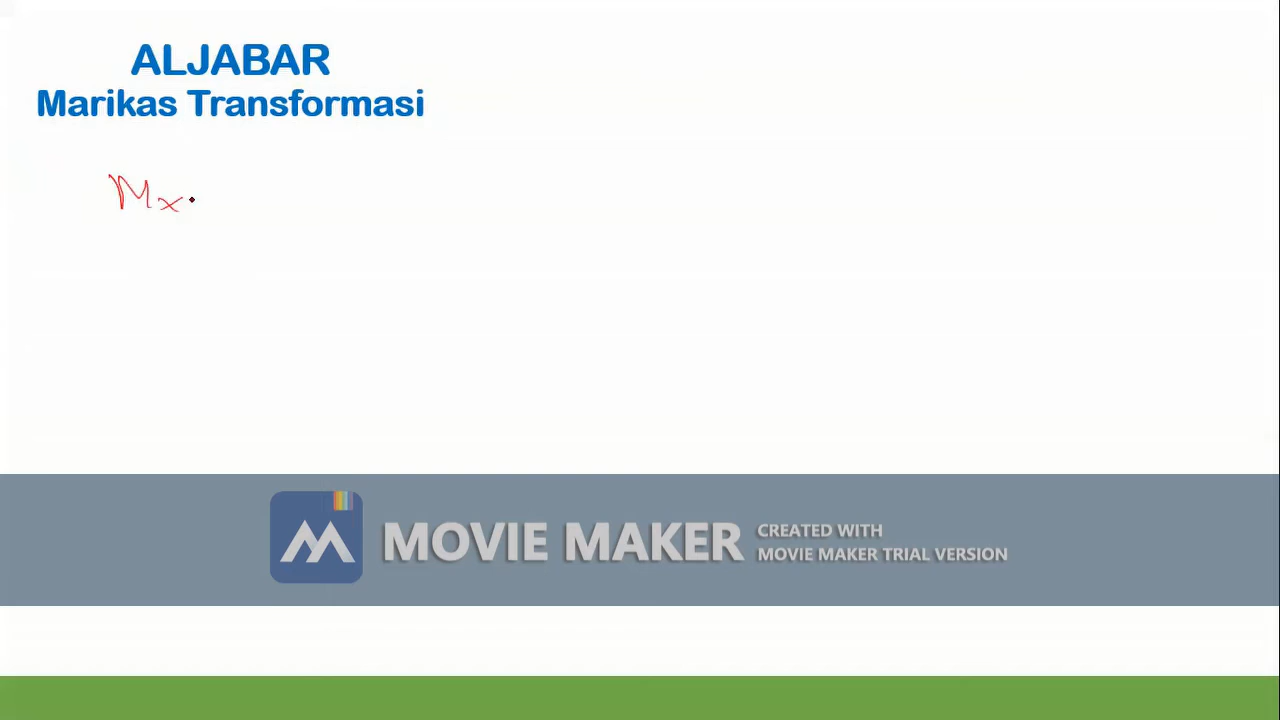 ALJABAR
Marikas Transformasi
Mx
MOVIE MAKER
CREATED WITH
MOVIE MAKER TRIAL VERSION